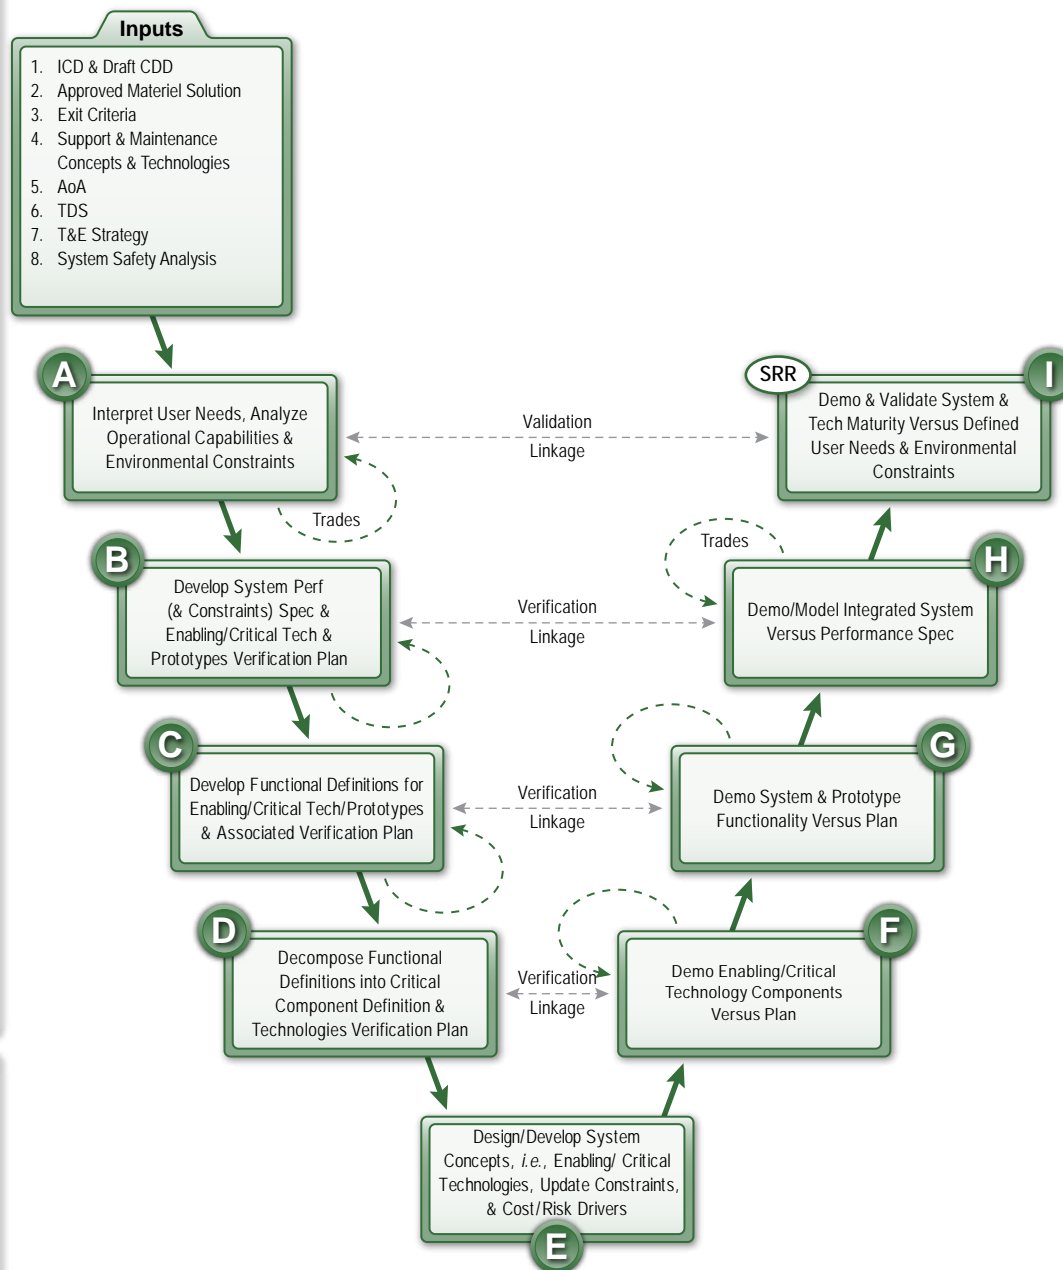 Inputs
1. ICD & Draft CDD
2. Approved Materiel Solution
3. Exit Criteria
4. Support & Maintenance
Concepts & Technologies
5. AoA
6. TDS
7. T&E Strategy
8. System Safety Analysis
A
Interpret User Needs, Analyze
Operational Capabilities &
Environmental Constraints
Validation
Linkage
SRR
I
Demo & Validate System &
Tech Maturity Versus Defined
User Needs & Environmental
Constraints
Trades
Trades
B
Develop System Perf
(& Constraints) Spec &
Enabling/Critical Tech &
Prototypes Verification Plan
Verification
Linkage
H
Demo/Model Integrated System
Versus Performance Spec
C
Develop Functional Definitions for
Enabling/Critical Tech/Prototypes
& Associated Verification Plan
Verification
Linkage
G
Demo System & Prototype
Functionality Versus Plan
D
Decompose Functional
Definitions into Critical
Component Definition &
Technologies Verification Plan
Verification
Linkage
F
Demo Enabling/Critical
Technology Components
Versus Plan
Design/Develop System
Concepts, i.e., Enabling/ Critical
Technologies, Update Constraints,
& Cost/Risk Drivers
E